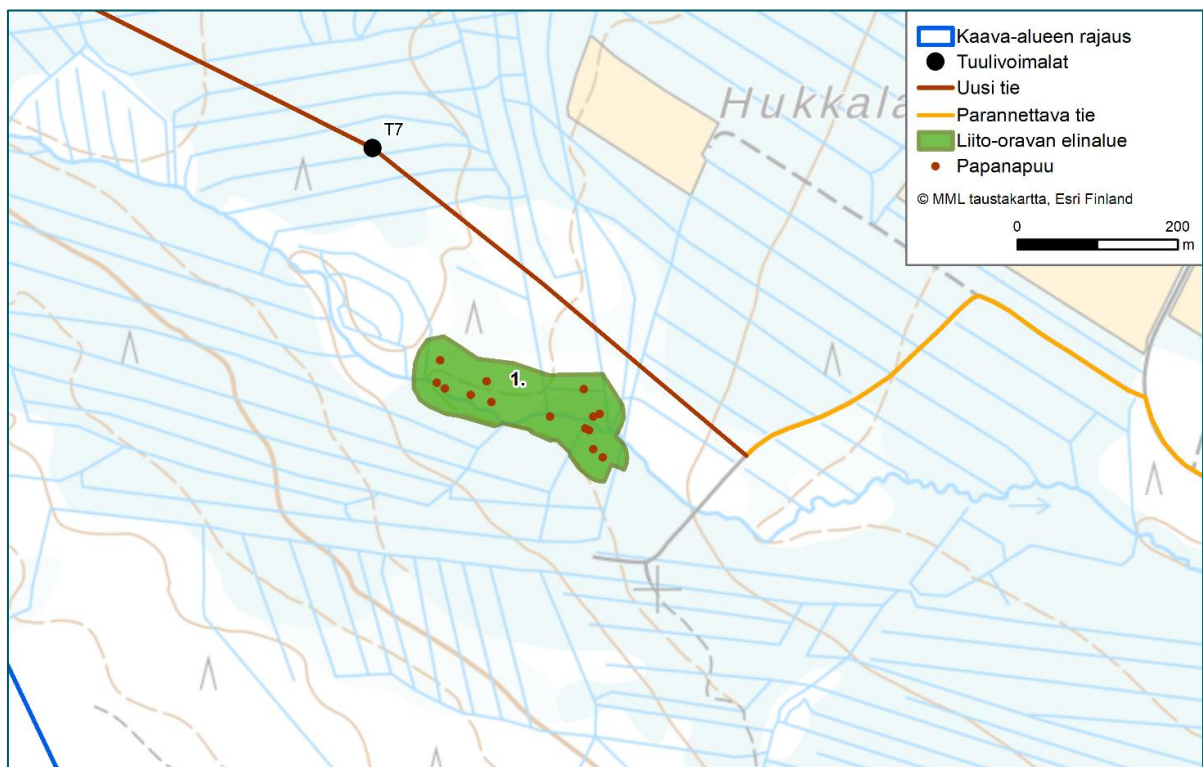 Kaava-alueen rajaus
Tuulivoimalat
Uusi tie
Parannettava tie
Liito-oravan elinalue
Papanapuu
© MML taustakartta, Esri Finland
0 200
m
Hukkala
T7
1.